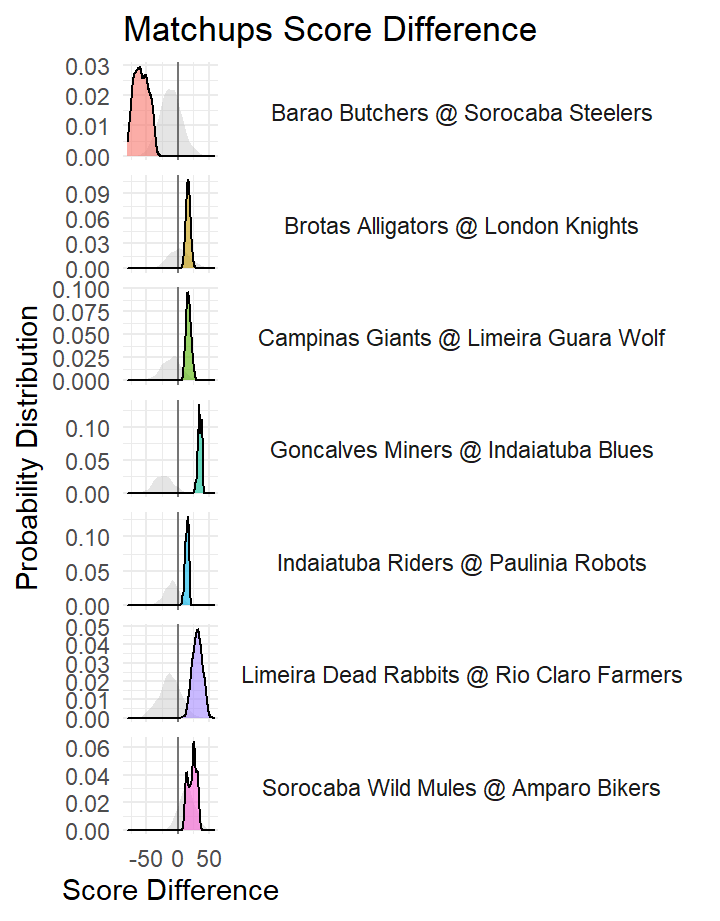 Matchups Score Difference
Probability Distribution
0.03
0.02
0.01
0.00
Barao Butchers @ Sorocaba Steelers
0.09
0.06
0.03
0.00
Brotas Alligators @ London Knights
0.100
0.075
0.050
0.025
0.000
Campinas Giants @ Limeira Guara Wolf
0.10
0.05
0.00
Goncalves Miners @ Indaiatuba Blues
0.10
0.05
0.00
Indaiatuba Riders @ Paulinia Robots
0.05
0.04
0.03
0.02
0.01
0.00
Limeira Dead Rabbits @ Rio Claro Farmers
0.06
0.04
0.02
0.00
Sorocaba Wild Mules @ Amparo Bikers
-50 0 50
Score Difference